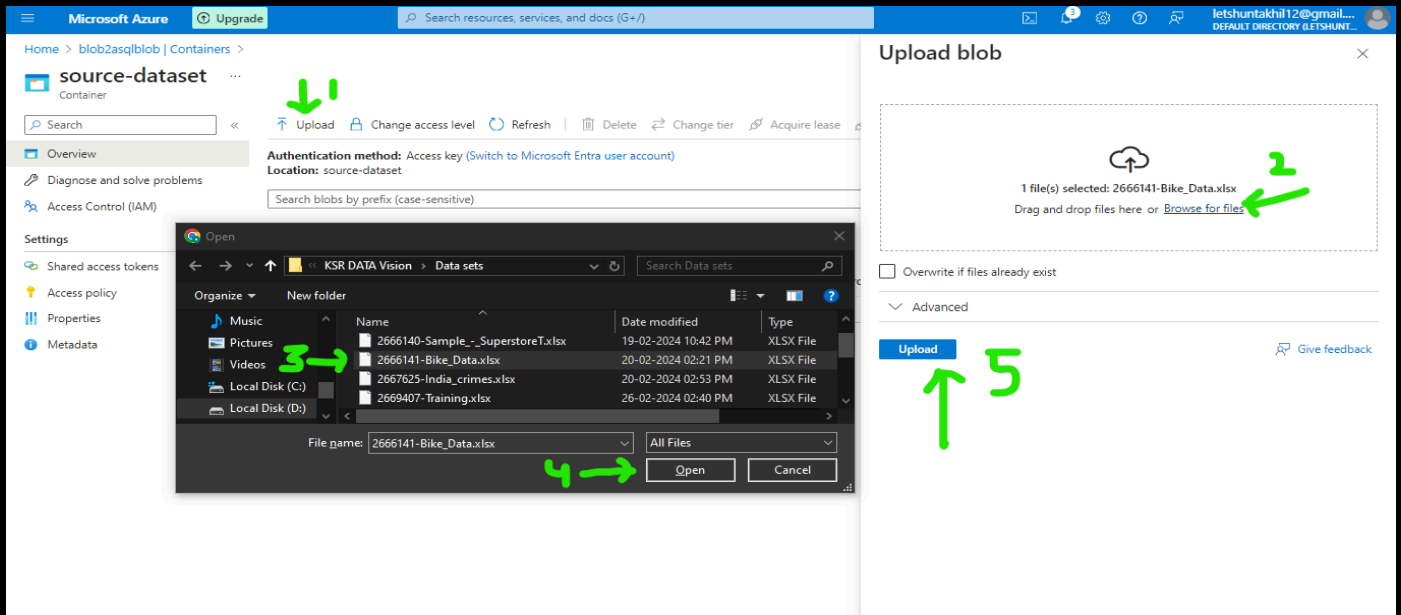 Microsoft Azure
Upgrade
Search resources, services, and docs (G+/)
3
letshuntakhil12@gmail....
DEFAULT DIRECTORY (LETSHUNT...
Home > blob2asqlblob | Containers >
source-dataset ...
Container
Search
«
Overview
Diagnose and solve problems
Access Control (IAM)
Settings
Shared access tokens
Access policy
Properties
Metadata
1
Upload Change access level Refresh Delete Change tier Acquire lease
Authentication method: Access key (Switch to Microsoft Entra user account)
Location: source-dataset
Search blobs by prefix (case-sensitive)
Open
« KSR DATA Vision > Data sets
Search Data sets
Organize New folder
Music
Pictures
Videos
Local Disk (C:)
Local Disk (D:)
Name Date modified Type
2666140-Sample_-_SuperstoreT.xlsx 19-02-2024 10:42 PM XLSX File
3
2666141-Bike_Data.xlsx 20-02-2024 02:21 PM XLSX File
2667625-India_crimes.xlsx 20-02-2024 02:53 PM XLSX File
2669407-Training.xlsx 26-02-2024 02:40 PM XLSX File
File name: 2666141-Bike_Data.xlsx All Files
4
Open Cancel
Upload blob
1 file(s) selected: 2666141-Bike_Data.xlsx
2
Drag and drop files here or Browse for files
Overwrite if files already exist
Advanced
Upload
5
Give feedback